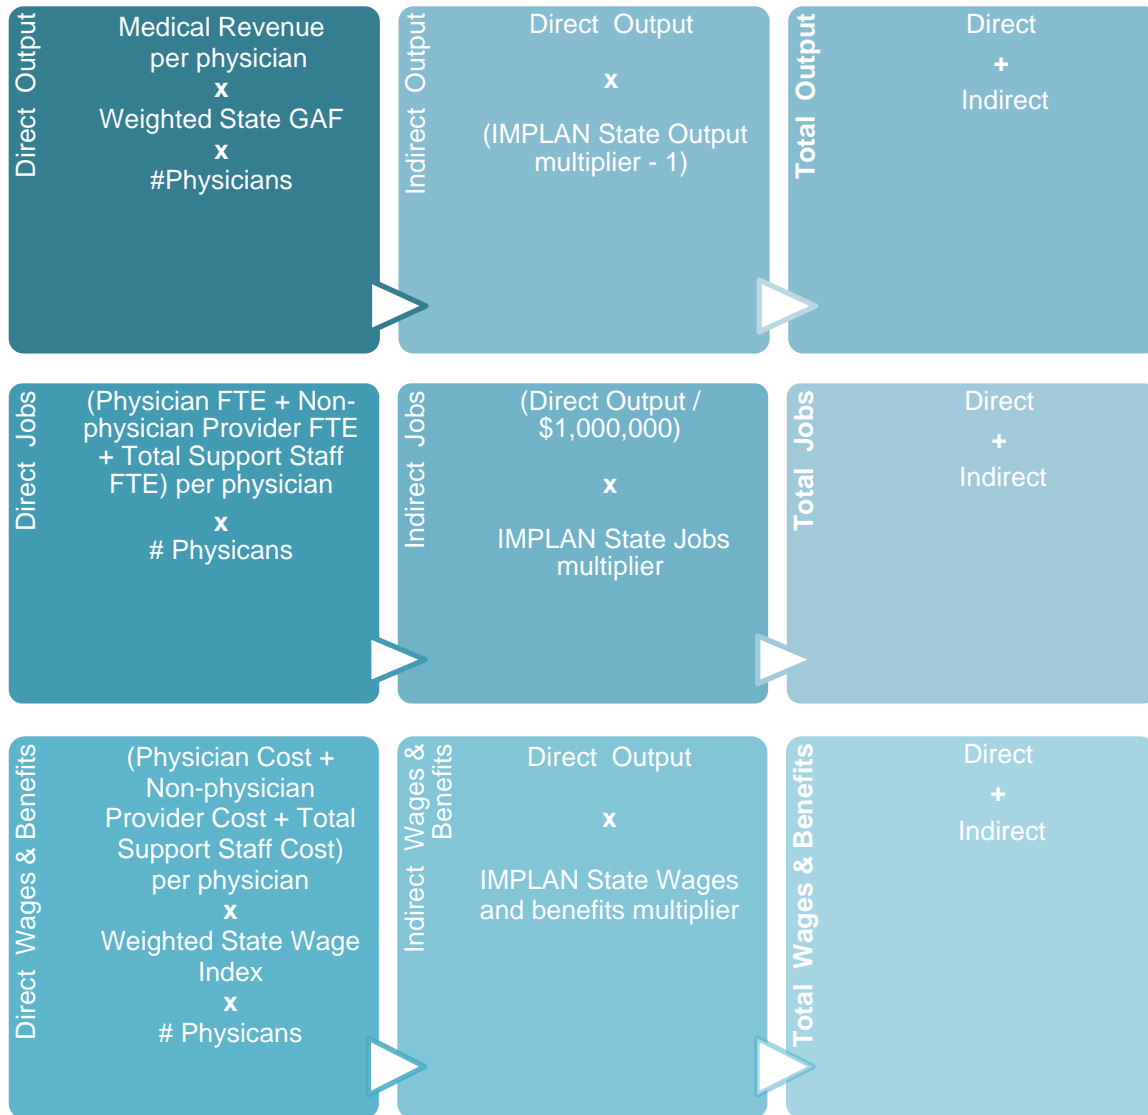 Direct Output
Medical Revenue
per physician
x
Weighted State GAF
x
#Physicians
Indirect Output
Direct Output
x
(IMPLAN State Output
multiplier - 1)
Total Output
Direct
+
Indirect
Direct Jobs
(Physician FTE + Non-
physician Provider FTE
+ Total Support Staff
FTE) per physician
x
# Physicans
Indirect Jobs
(Direct Output /
$1,000,000)
x
IMPLAN State Jobs
multiplier
Total Jobs
Direct
+
Indirect
Direct Wages & Benefits
(Physician Cost +
Non-physician
Provider Cost + Total
Support Staff Cost)
per physician
x
Weighted State Wage
Index
x
# Physicans
Indirect Wages &
Benefits
Direct Output
x
IMPLAN State Wages
and benefits multiplier
Total Wages & Benefits
Direct
+
Indirect